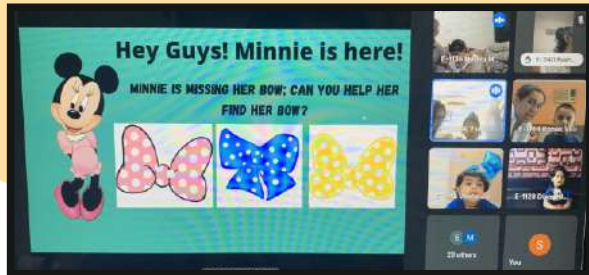 Hey Guys! Minnie is here!
MINNIE IS MISSING HER BOW; CAN YOU HELP HER
FIND HER BOW?
E
M
23 others
S
You